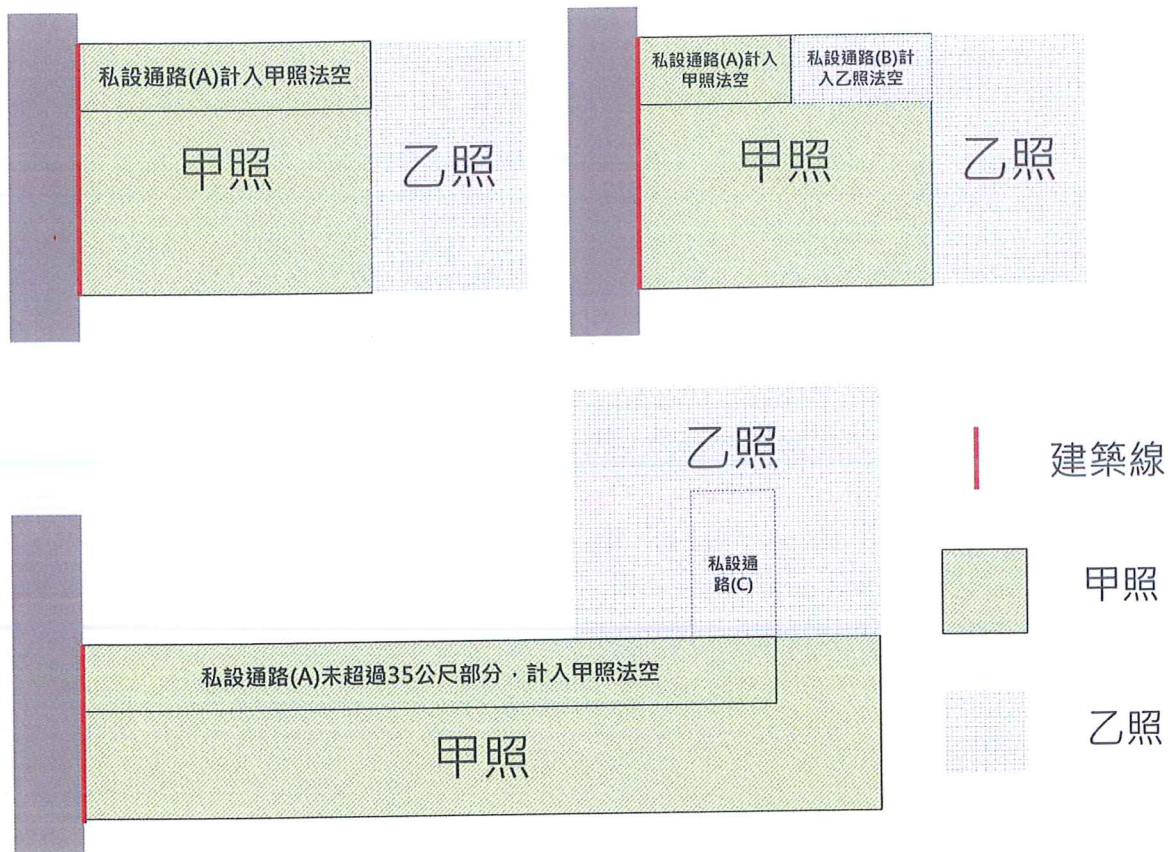 私設通路(A)計入甲照法空
甲照
乙照
私設通路(A)計入
甲照法空
私設通路(B)計
入乙照法空
甲照
乙照
乙照
私設通
路(C)
私設通路(A)未超過35公尺部分，計入甲照法空
甲照
建築線
甲照
乙照